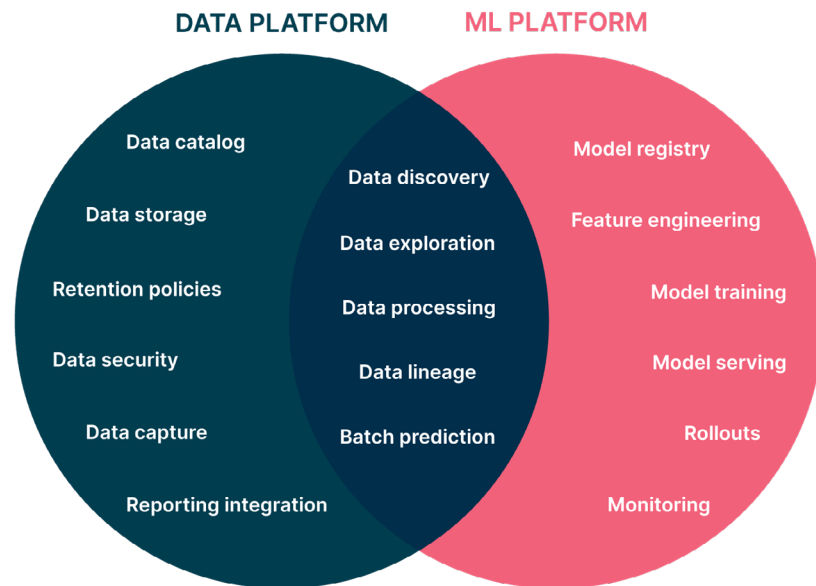 DATA PLATFORM
ML PLATFORM
Data catalog
Data storage
Retention policies
Data security
Data capture
Reporting integration
Data discovery
Data exploration
Data processing
Data lineage
Batch prediction
Model registry
Feature engineering
Model training
Model serving
Rollouts
Monitoring